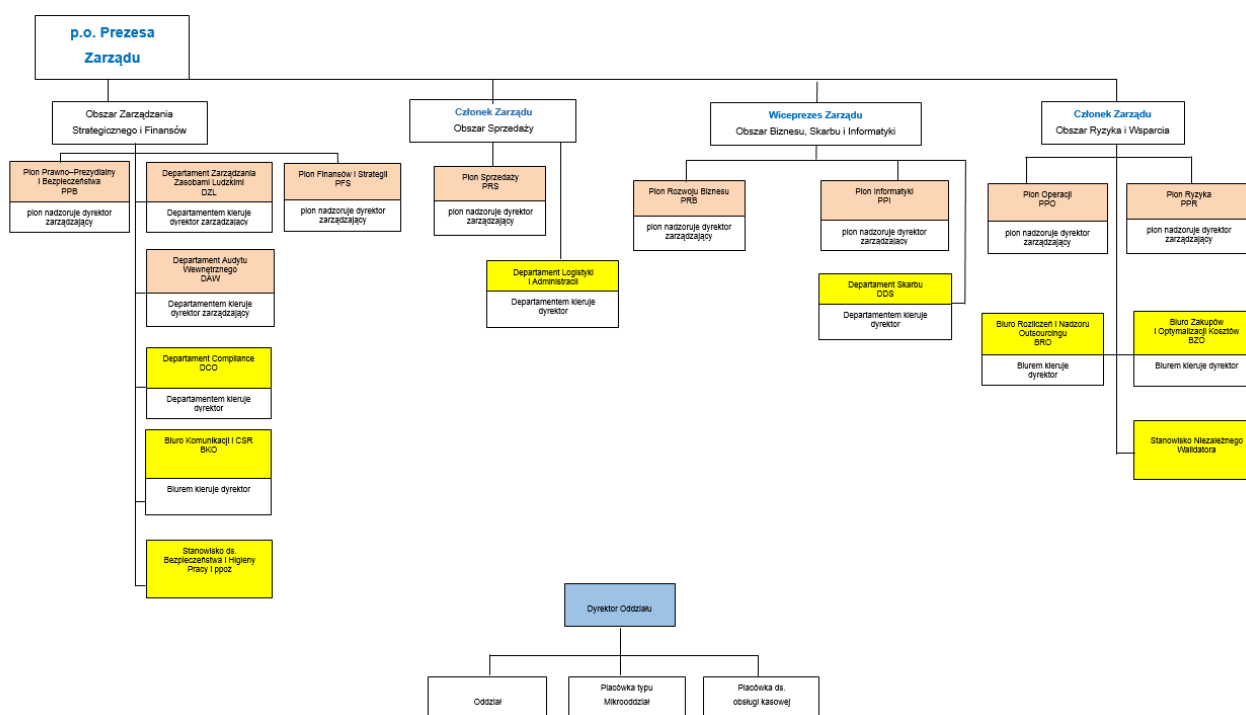 p.o. Prezesa
Zarządu
Obszar Zarządzania
Strategicznego i Finansów
Członek Zarządu
Obszar Sprzedaży
Wiceprezes Zarządu
Obszar Biznesu, Skarbu i Informatyki
Członek Zarządu
Obszar Ryzyka i Wsparcia
Pion Prawno–Prezydialny
i Bezpieczeństwa
PPB
pion nadzoruje dyrektor
zarządzający
Departament Zarządzania
Zasobami Ludzkimi
DZL
Departamentem kieruje
dyrektor zarządzający
Pion Finansów i Strategii
PFS
pion nadzoruje dyrektor
zarządzający
Pion Sprzedaży
PRS
pion nadzoruje dyrektor
zarządzający
Pion Rozwoju Biznesu
PRB
pion nadzoruje dyrektor
zarządzający
Pion Informatyki
PPI
pion nadzoruje dyrektor
zarządzający
Pion Operacji
PPO
pion nadzoruje dyrektor
zarządzający
Pion Ryzyka
PPR
pion nadzoruje dyrektor
zarządzający
Departament Audytu
Wewnętrznego
DAW
Departamentem kieruje
dyrektor zarządzający
Departament Logistyki
i Administracji
Departamentem kieruje
dyrektor
Departament Skarbu
DDS
Departamentem kieruje
dyrektor
Biuro Rozliczeń i Nadzoru
Outsourcingu
BRO
Biurem kieruje
dyrektor
Biuro Zakupów
i Optymalizacji Kosztów
BZO
Biurem kieruje dyrektor
Departament Compliance
DCO
Departamentem kieruje
dyrektor
Biuro Komunikacji i CSR
BKO
Biurem kieruje dyrektor
Stanowisko Niezależnego
Walidatora
Stanowisko ds.
Bezpieczeństwa i Higieny
Pracy i ppoż
Dyrektor Oddziału
Oddział
Placówka typu
Mikrooddział
Placówka ds.
obsługi kasowej